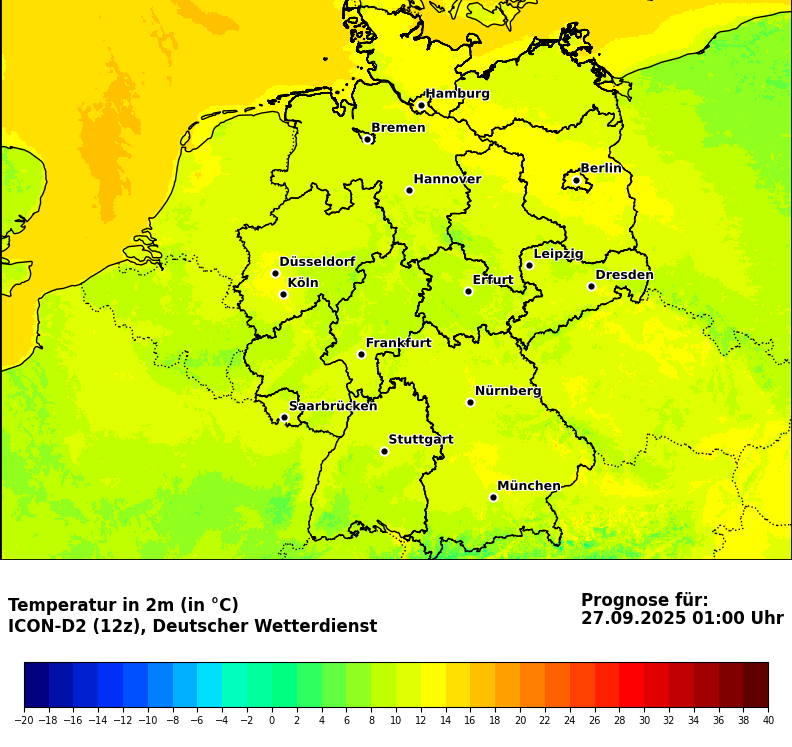 Hamburg
Bremen
Berlin
Hannover
Leipzig
Düsseldorf
Dresden
Köln
Erfurt
Frankfurt
Nürnberg
Saarbrücken
Stuttgart
München
Temperatur in 2m (in °C)
ICON-D2 (12z), Deutscher Wetterdienst
Prognose für:
27.09.2025 01:00 Uhr
−20 −18 −16 −14 −12 −10 −8 −6 −4 −2 0 2 4 6 8 10 12 14 16 18 20 22 24 26 28 30 32 34 36 38 40